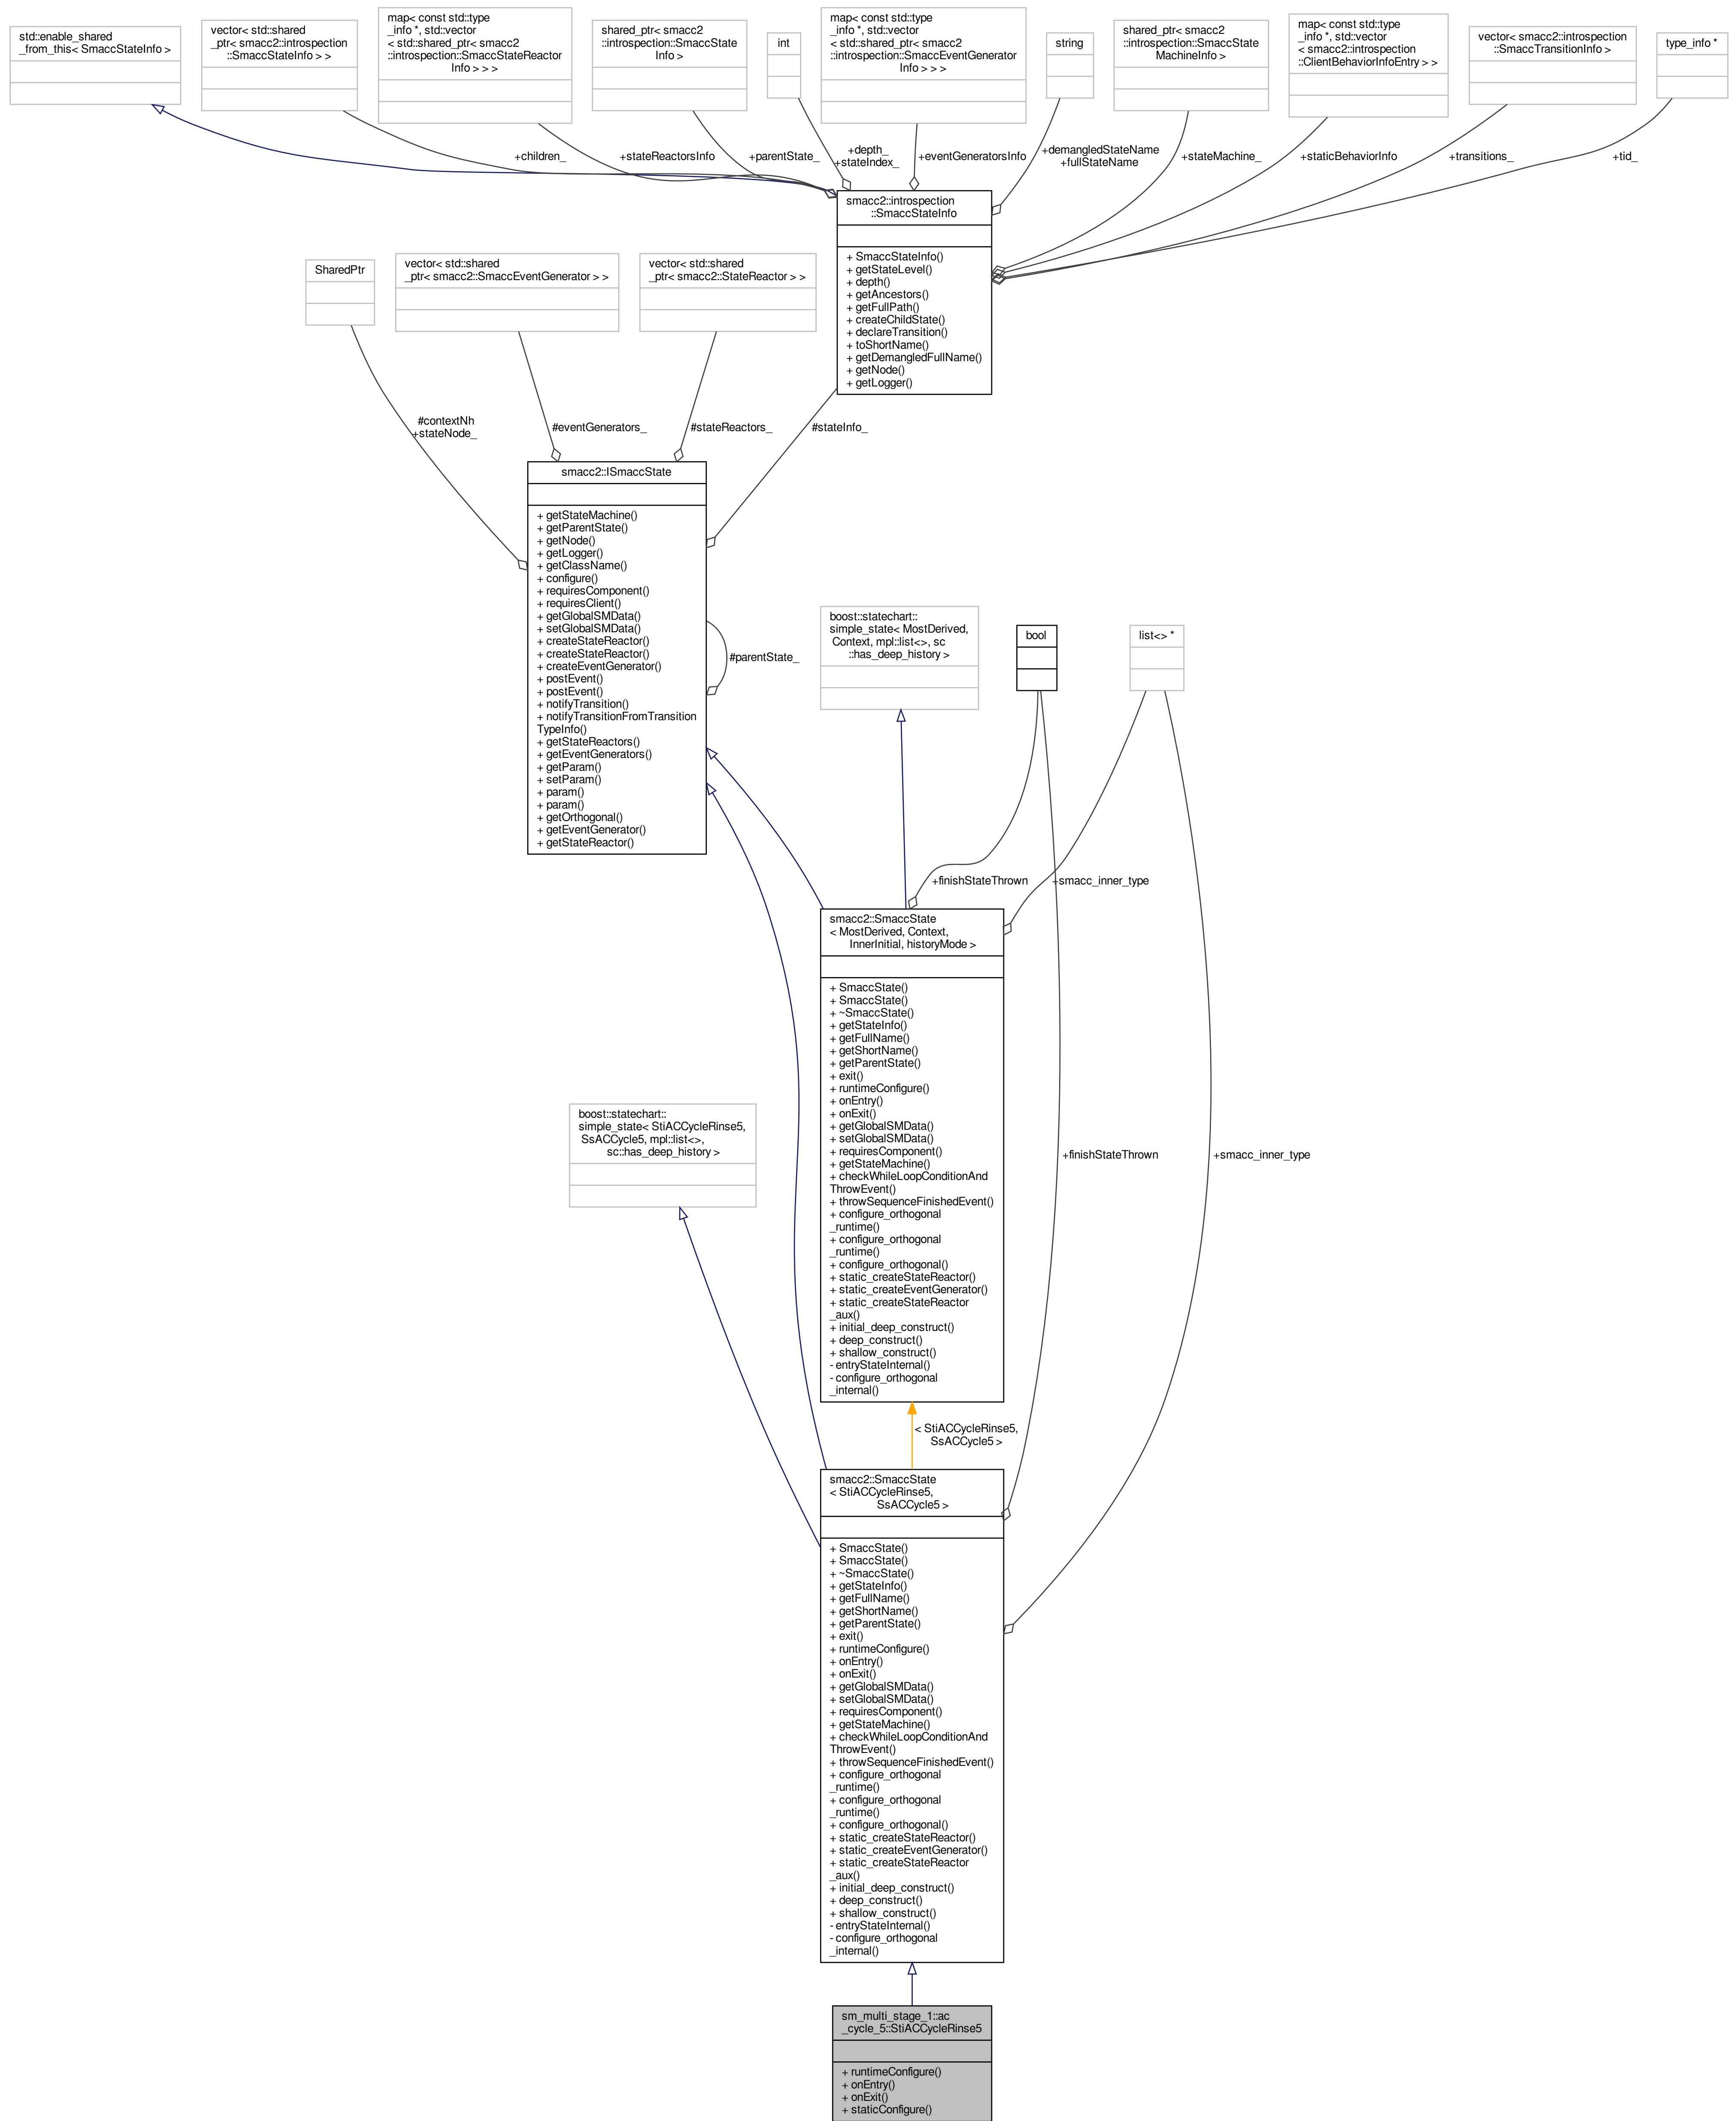 std::enable_shared
_from_this< SmaccStateInfo >
vector< std::shared
_ptr< smacc2::introspection
::SmaccStateInfo > >
map< const std::type
_info *, std::vector
< std::shared_ptr< smacc2
::introspection::SmaccStateReactor
Info > > >
shared_ptr< smacc2
::introspection::SmaccState
Info >
int
map< const std::type
_info *, std::vector
< std::shared_ptr< smacc2
::introspection::SmaccEventGenerator
Info > > >
string
shared_ptr< smacc2
::introspection::SmaccState
MachineInfo >
map< const std::type
_info *, std::vector
< smacc2::introspection
::ClientBehaviorInfoEntry > >
vector< smacc2::introspection
::SmaccTransitionInfo >
type_info *
+children_
+stateReactorsInfo
+parentState_
+depth_
+stateIndex_
+eventGeneratorsInfo
+demangledStateName
+fullStateName
+stateMachine_
+staticBehaviorInfo
+transitions_
+tid_
smacc2::introspection
::SmaccStateInfo
+ SmaccStateInfo()
+ getStateLevel()
+ depth()
+ getAncestors()
+ getFullPath()
+ createChildState()
+ declareTransition()
+ toShortName()
+ getDemangledFullName()
+ getNode()
+ getLogger()
SharedPtr
vector< std::shared
_ptr< smacc2::SmaccEventGenerator > >
vector< std::shared
_ptr< smacc2::StateReactor > >
#contextNh
+stateNode_
#eventGenerators_
#stateReactors_
#stateInfo_
smacc2::ISmaccState
+ getStateMachine()
+ getParentState()
+ getNode()
+ getLogger()
+ getClassName()
+ configure()
+ requiresComponent()
+ requiresClient()
+ getGlobalSMData()
+ setGlobalSMData()
+ createStateReactor()
+ createStateReactor()
+ createEventGenerator()
+ postEvent()
+ postEvent()
+ notifyTransition()
+ notifyTransitionFromTransition
TypeInfo()
+ getStateReactors()
+ getEventGenerators()
+ getParam()
+ setParam()
+ param()
+ param()
+ getOrthogonal()
+ getEventGenerator()
+ getStateReactor()
#parentState_
boost::statechart::
simple_state< MostDerived,
Context, mpl::list<>, sc
::has_deep_history >
bool
list<> *
+finishStateThrown
+smacc_inner_type
smacc2::SmaccState
< MostDerived, Context,
InnerInitial, historyMode >
+ SmaccState()
+ SmaccState()
+ ~SmaccState()
+ getStateInfo()
+ getFullName()
+ getShortName()
+ getParentState()
+ exit()
+ runtimeConfigure()
+ onEntry()
+ onExit()
+ getGlobalSMData()
+ setGlobalSMData()
+ requiresComponent()
+ getStateMachine()
+ checkWhileLoopConditionAnd
ThrowEvent()
+ throwSequenceFinishedEvent()
+ configure_orthogonal
_runtime()
+ configure_orthogonal
_runtime()
+ configure_orthogonal()
+ static_createStateReactor()
+ static_createEventGenerator()
+ static_createStateReactor
_aux()
+ initial_deep_construct()
+ deep_construct()
+ shallow_construct()
- entryStateInternal()
- configure_orthogonal
_internal()
boost::statechart::
simple_state< StiACCycleRinse5,
SsACCycle5, mpl::list<>,
sc::has_deep_history >
+finishStateThrown
+smacc_inner_type
< StiACCycleRinse5,
SsACCycle5 >
smacc2::SmaccState
< StiACCycleRinse5,
SsACCycle5 >
+ SmaccState()
+ SmaccState()
+ ~SmaccState()
+ getStateInfo()
+ getFullName()
+ getShortName()
+ getParentState()
+ exit()
+ runtimeConfigure()
+ onEntry()
+ onExit()
+ getGlobalSMData()
+ setGlobalSMData()
+ requiresComponent()
+ getStateMachine()
+ checkWhileLoopConditionAnd
ThrowEvent()
+ throwSequenceFinishedEvent()
+ configure_orthogonal
_runtime()
+ configure_orthogonal
_runtime()
+ configure_orthogonal()
+ static_createStateReactor()
+ static_createEventGenerator()
+ static_createStateReactor
_aux()
+ initial_deep_construct()
+ deep_construct()
+ shallow_construct()
- entryStateInternal()
- configure_orthogonal
_internal()
sm_multi_stage_1::ac
_cycle_5::StiACCycleRinse5
+ runtimeConfigure()
+ onEntry()
+ onExit()
+ staticConfigure()